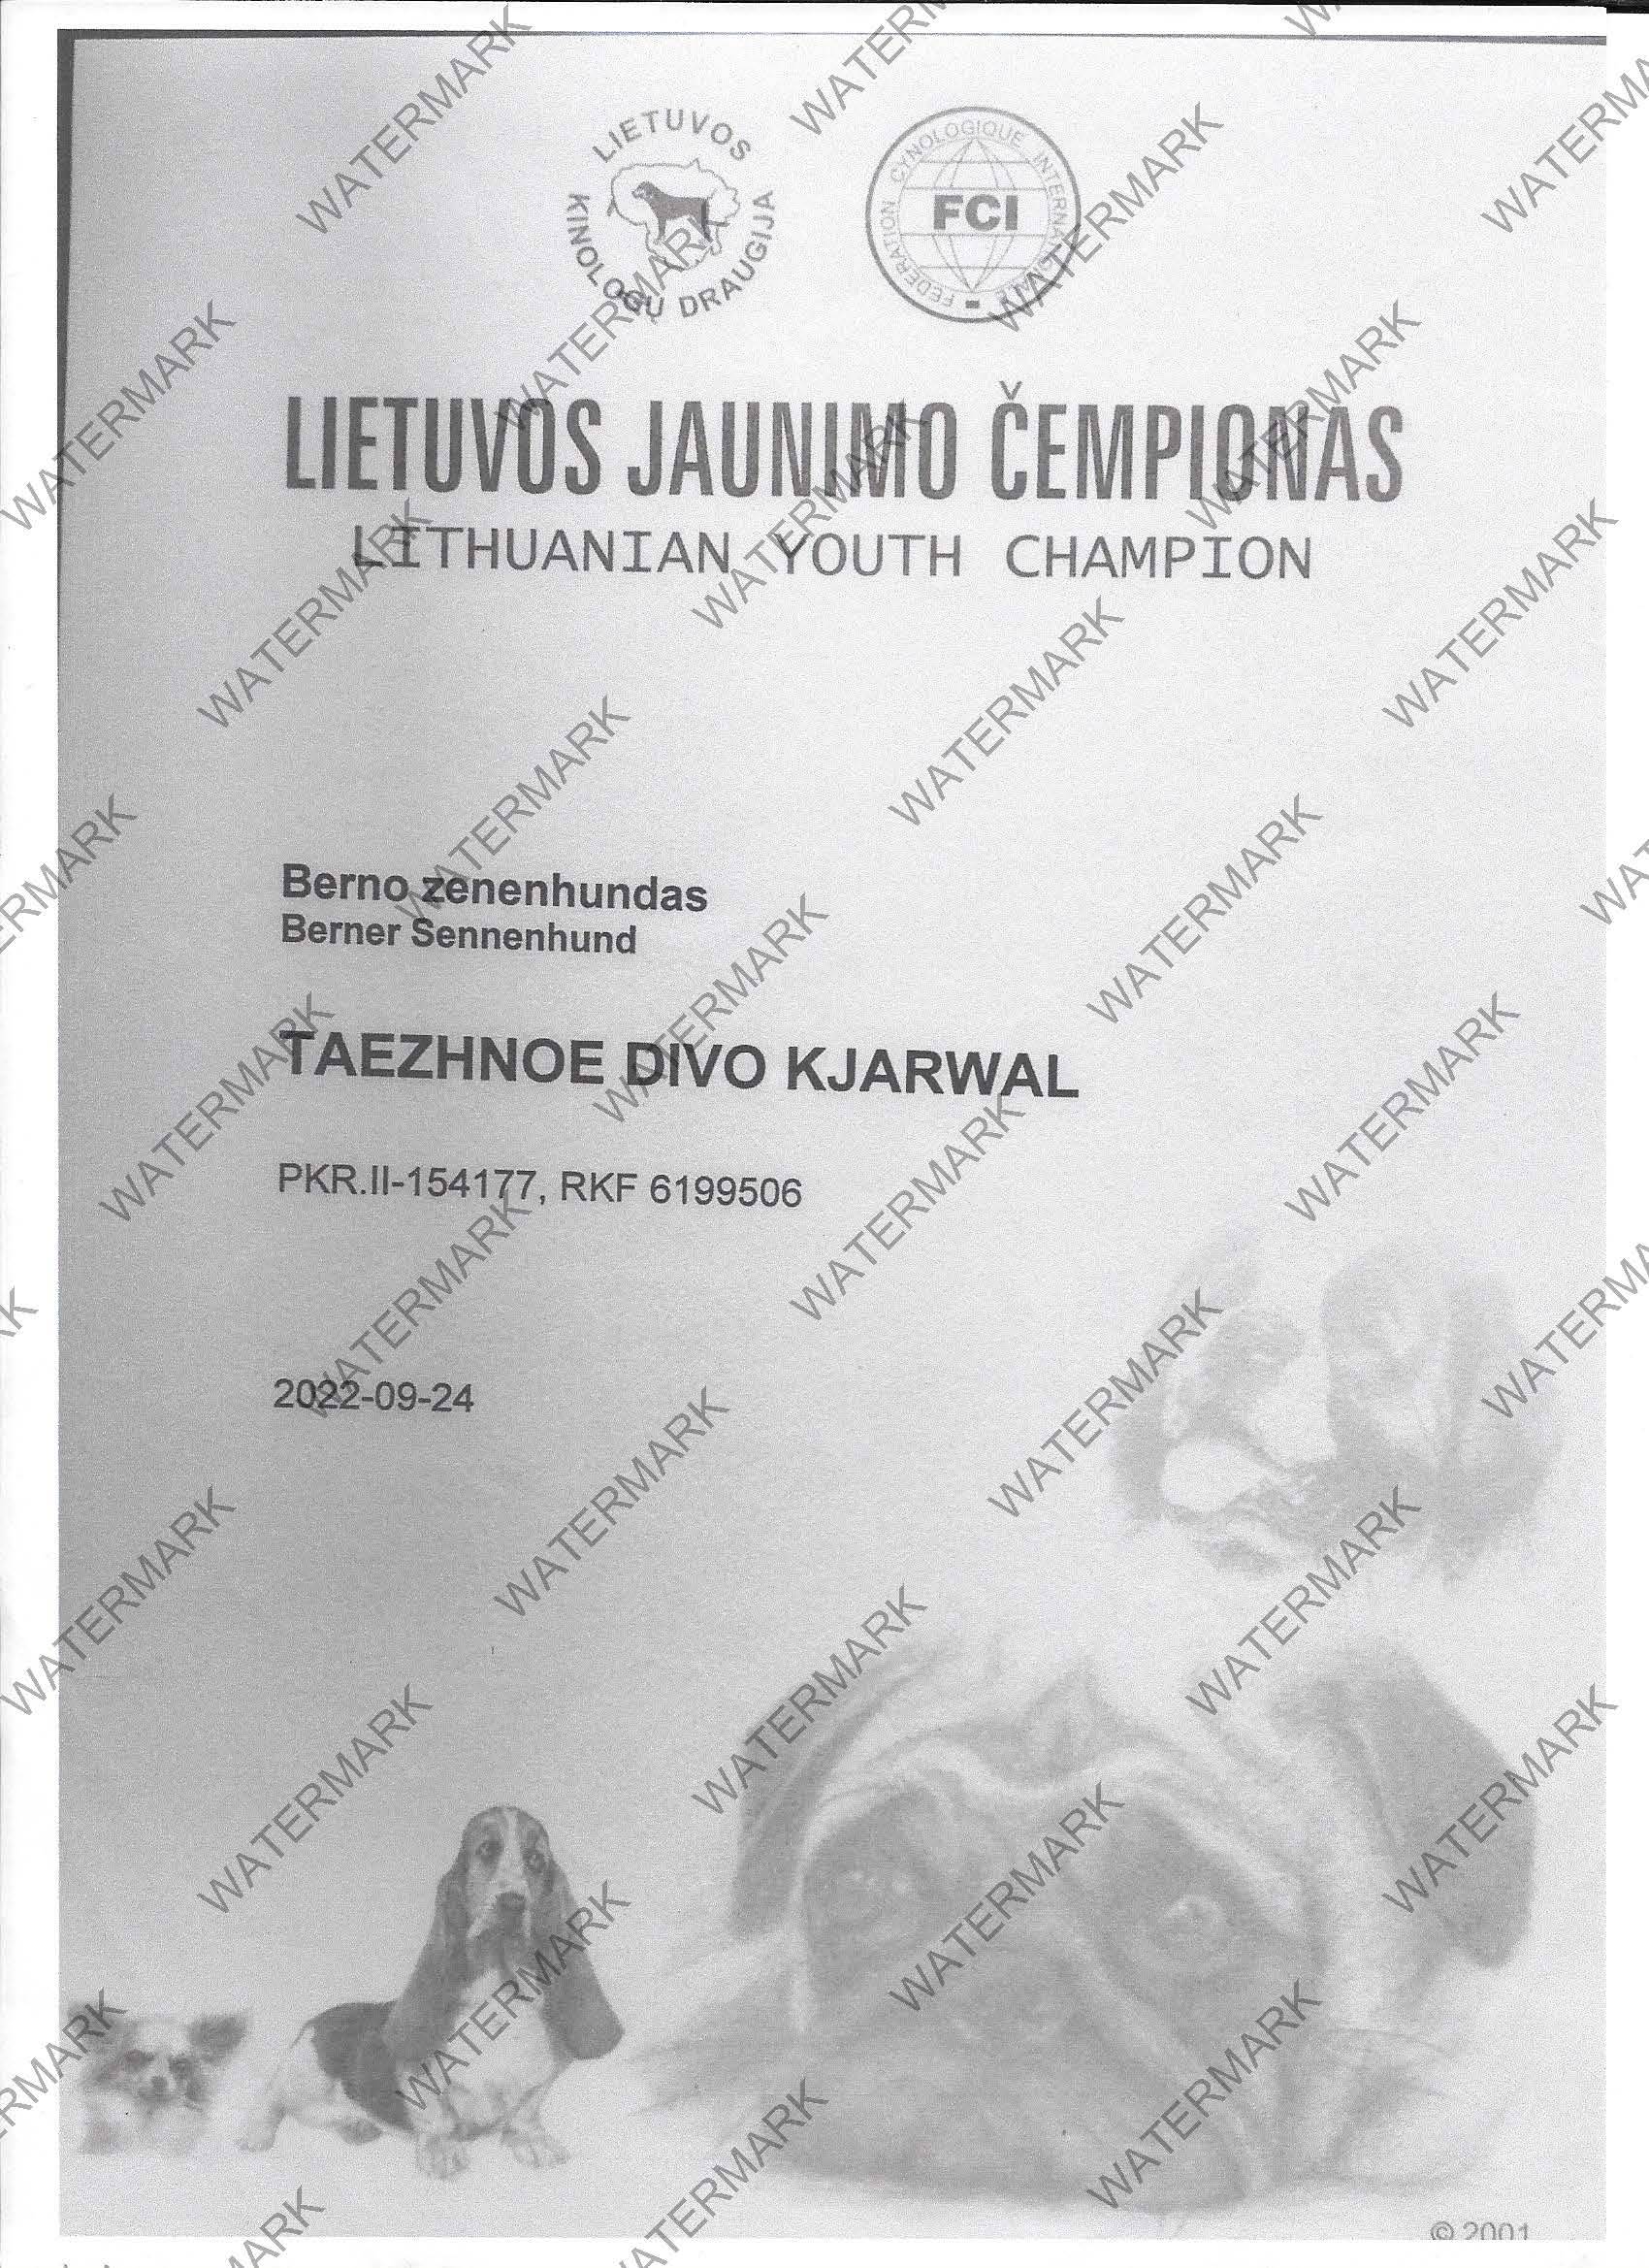 LIETUVOS
KINOLOGŲ DRAUGIJA
FEDERATION CYNOLOGIQUE INTERNATIONALE
FCI
LIETUVOS JAUNIMO ČEMPIONAS
LITHUANIAN YOUTH CHAMPION
Berno zenenhundas
Berner Sennenhund
TAEZHNOE DIVO KJARWAL
PKR.II-154177, RKF 6199506
2022-09-24
© 2001
WATERMARK